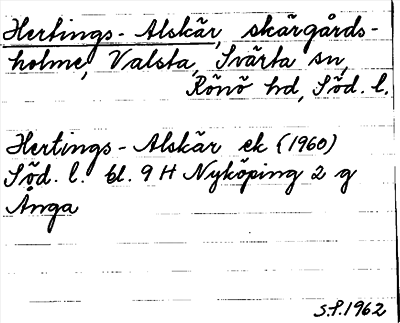 Hertings-Alskär, skärgårds-
holme, Valsta, Svärta sn,
Rönö hd, Söd. l.
Hertings-Alskär ek (1960)
Söd. l. bl. 9 H Nyköping 2 g
Ånga
S.P. 1962